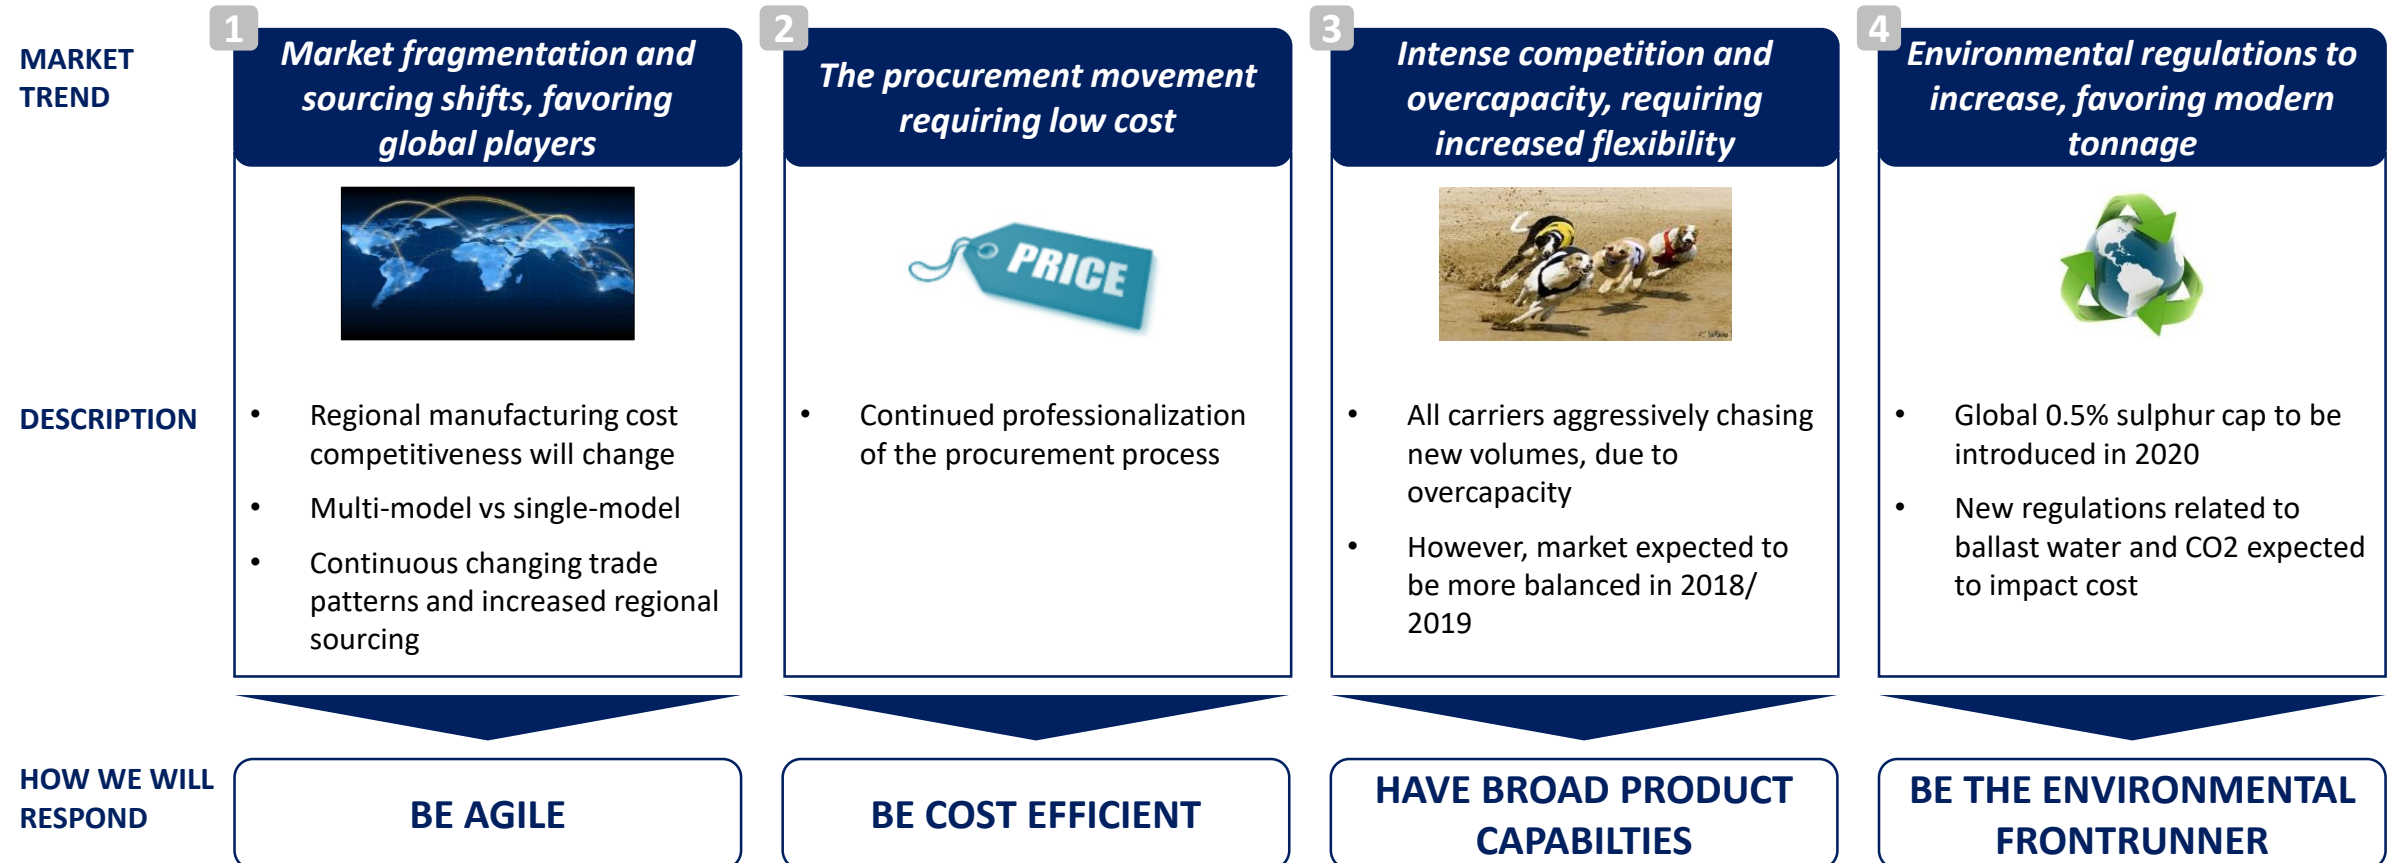 MARKET
TREND
1
Market fragmentation and
sourcing shifts, favoring
global players
2
The procurement movement
requiring low cost
3
Intense competition and
overcapacity, requiring
increased flexibility
4
Environmental regulations to
increase, favoring modern
tonnage
PRICE
DESCRIPTION
• Regional manufacturing cost
competitiveness will change
• Multi-model vs single-model
• Continuous changing trade
patterns and increased regional
sourcing
• Continued professionalization
of the procurement process
• All carriers aggressively chasing
new volumes, due to
overcapacity
• However, market expected to
be more balanced in 2018/
2019
• Global 0.5% sulphur cap to be
introduced in 2020
• New regulations related to
ballast water and CO2 expected
to impact cost
HOW WE WILL
RESPOND
BE AGILE
BE COST EFFICIENT
HAVE BROAD PRODUCT
CAPABILTIES
BE THE ENVIRONMENTAL
FRONTRUNNER